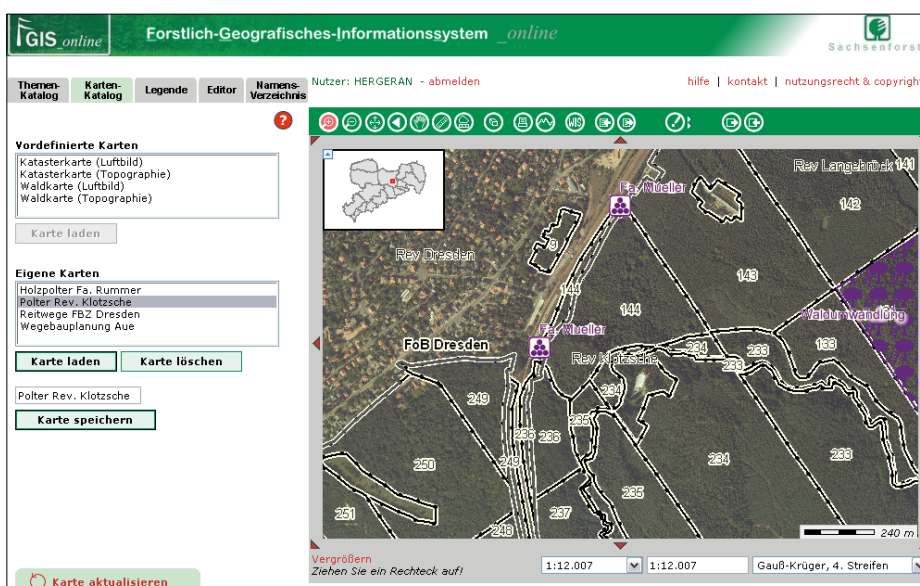 FGIS_online Forstlich-Geografisches-Informationssystem _online
Sachsenforst
Themen-Katalog Karten-Katalog Legende Editor Namens-Verzeichnis
Nutzer: HERGERAN - abmelden
hilfe | kontakt | nutzungsrecht & copyright
?
Vordefinierte Karten
Katasterkarte (Luftbild)
Katasterkarte (Topographie)
Waldkarte (Luftbild)
Waldkarte (Topographie)
Karte laden
Eigene Karten
Holzpolter Fa. Rummer
Polter Rev. Klotzsche
Reitwege FBZ Dresden
Wegebauplanung Aue
Karte laden Karte löschen
Polter Rev. Klotzsche
Karte speichern
Karte aktualisieren
WIS
Rev Langebrück 141
Fa. Mueller
142
Rev Dresden
79
143
144
144
Waldumwandlung
Fa. Mueller
FoB Dresden
Rev Klotzsche
234 233 133
233
234
249
235
236 236
250
249
234
233
235
251
237
248
240 m
Vergrößern
Ziehen Sie ein Rechteck auf!
1:12.007 1:12.007 Gauß-Krüger, 4. Streifen